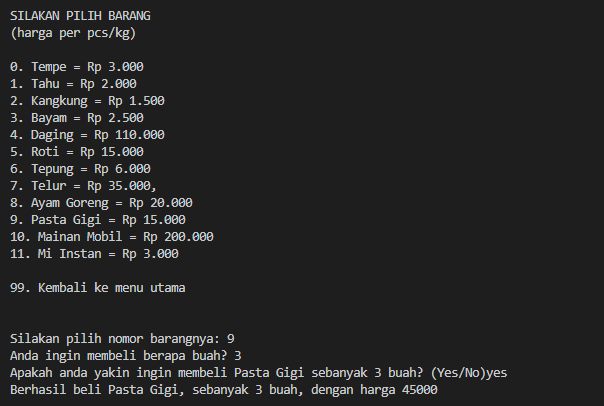 SILAKAN PILIH BARANG
(harga per pcs/kg)
0. Tempe = Rp 3.000
1. Tahu = Rp 2.000
2. Kangkung = Rp 1.500
3. Bayam = Rp 2.500
4. Daging = Rp 110.000
5. Roti = Rp 15.000
6. Tepung = Rp 6.000
7. Telur = Rp 35.000,
8. Ayam Goreng = Rp 20.000
9. Pasta Gigi = Rp 15.000
10. Mainan Mobil = Rp 200.000
11. Mi Instan = Rp 3.000
99. Kembali ke menu utama
Silakan pilih nomor barangnya: 9
Anda ingin membeli berapa buah? 3
Apakah anda yakin ingin membeli Pasta Gigi sebanyak 3 buah? (Yes/No)yes
Berhasil beli Pasta Gigi, sebanyak 3 buah, dengan harga 45000